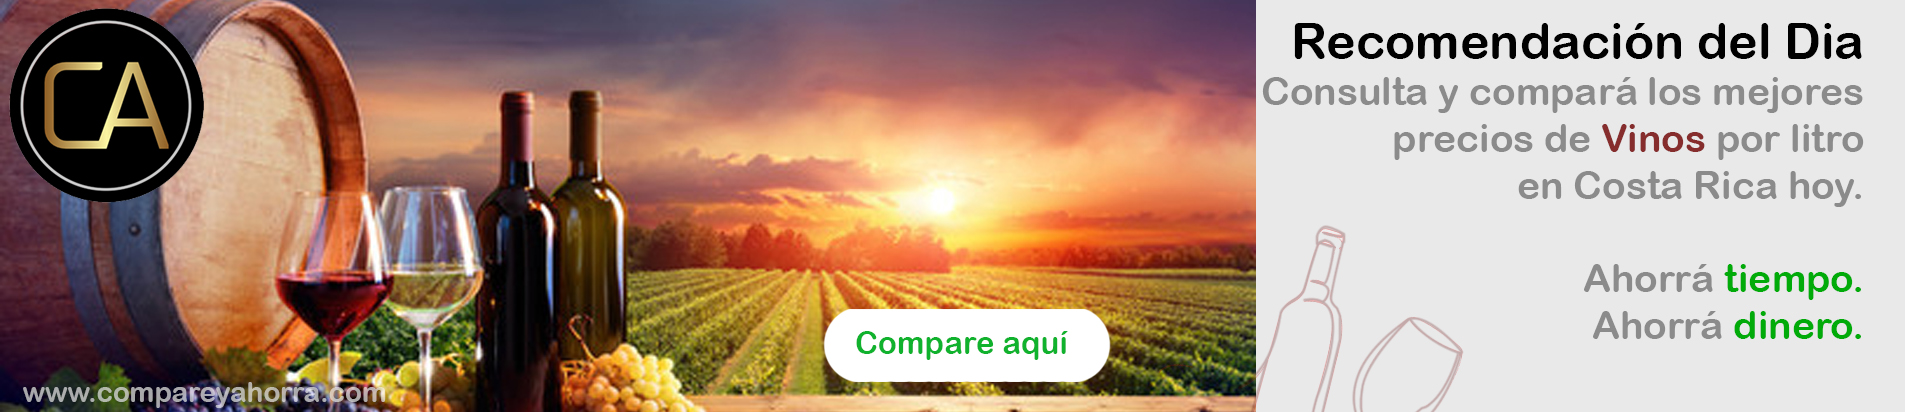 CA
Recomendación del Dia
Consulta y compará los mejores
precios de Vinos por litro
en Costa Rica hoy.
Ahorrá tiempo.
Ahorrá dinero.
Compare aquí
www.compareyahorra.com